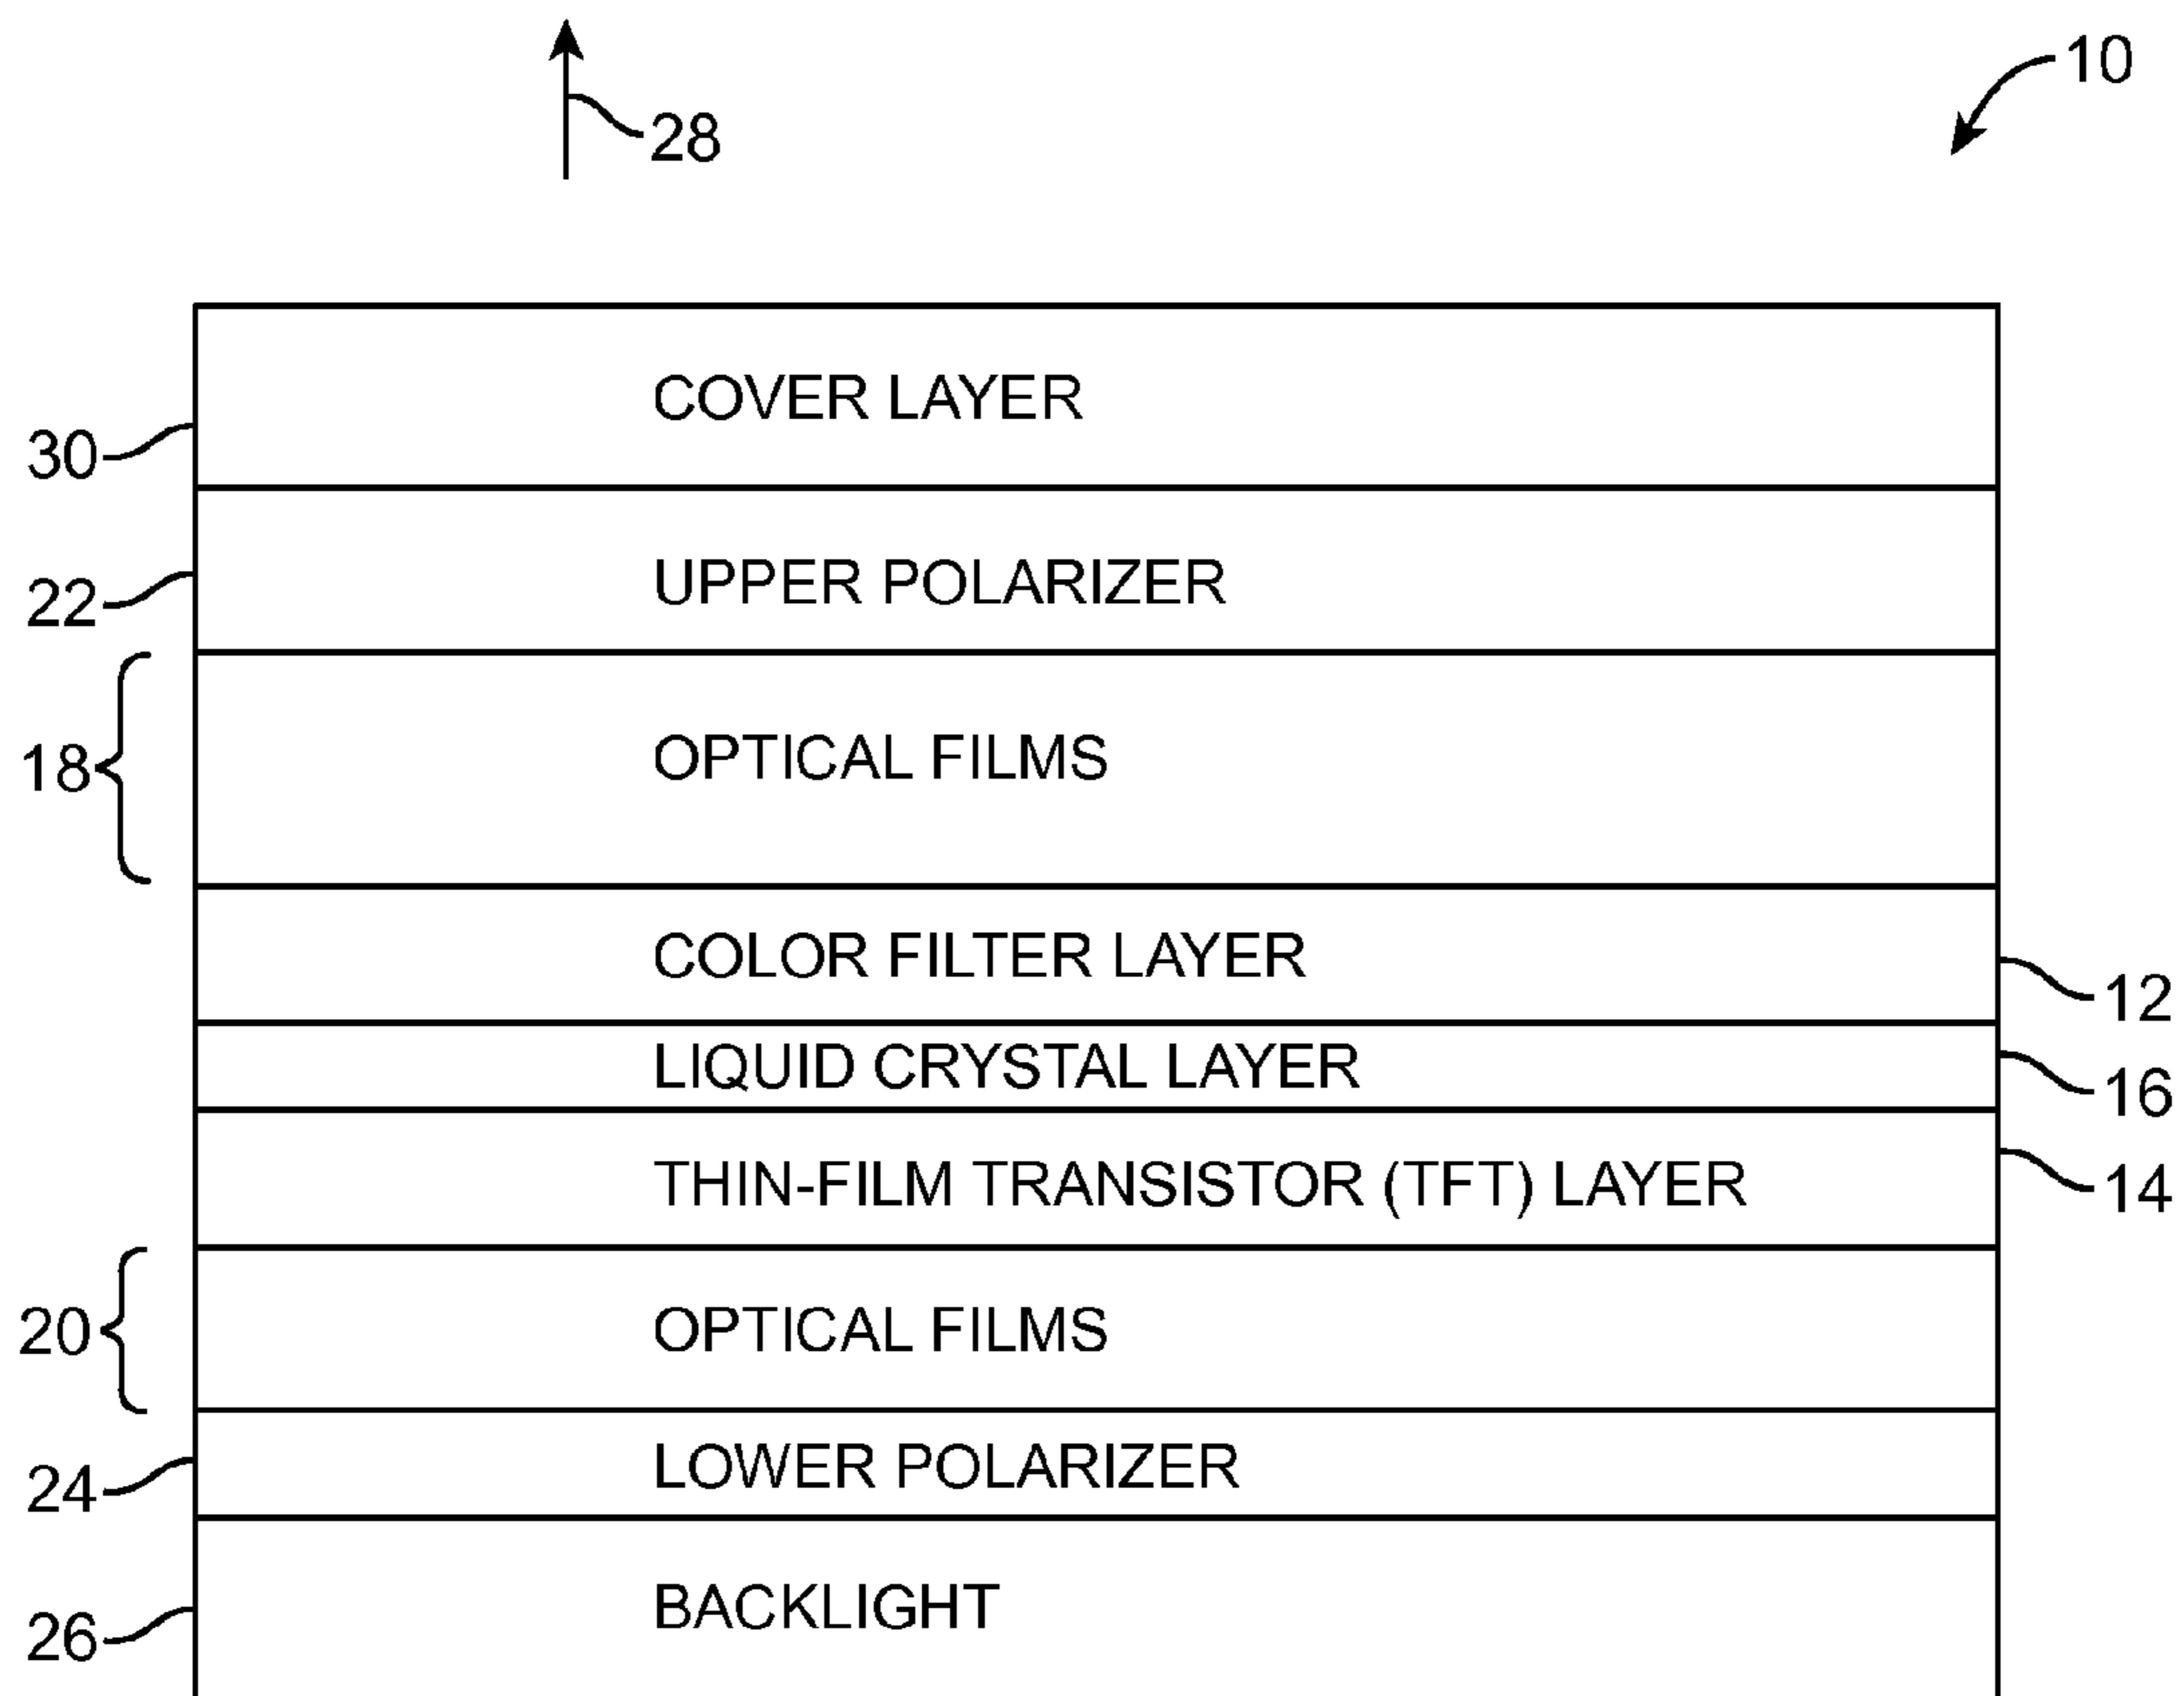 10
28
COVER LAYER
30
UPPER POLARIZER
22
OPTICAL FILMS
18
COLOR FILTER LAYER
12
LIQUID CRYSTAL LAYER
16
THIN-FILM TRANSISTOR (TFT) LAYER
14
OPTICAL FILMS
20
LOWER POLARIZER
24
BACKLIGHT
26